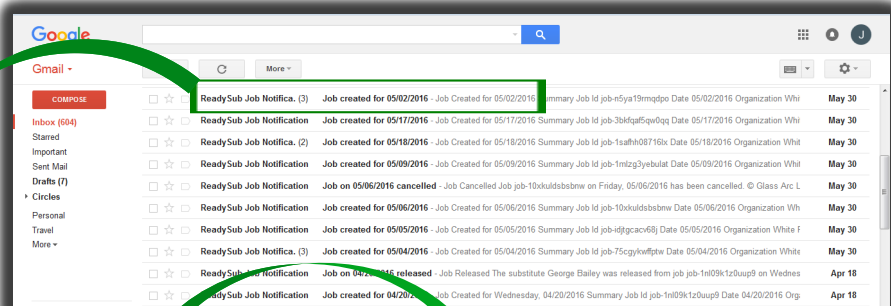 Google
J
Gmail
More
COMPOSE
Inbox (604)
Starred
Important
Sent Mail
Drafts (7)
Circles
Personal
Travel
More
ReadySub Job Notifica. (3) Job created for 05/02/2016 - Job Created for 05/02/2016 Summary Job Id job-n5ya19rmqdpo Date 05/02/2016 Organization Whi May 30
ReadySub Job Notification Job created for 05/17/2016 - Job Created for 05/17/2016 Summary Job Id job-3bkfqaf5qw0qq Date 05/17/2016 Organization Whi May 30
ReadySub Job Notifica. (2) Job created for 05/18/2016 - Job Created for 05/18/2016 Summary Job Id job-1safhh08716lx Date 05/18/2016 Organization Whit May 30
ReadySub Job Notification Job created for 05/09/2016 - Job Created for 05/09/2016 Summary Job Id job-1mlzg3yebulat Date 05/09/2016 Organization Whit May 30
ReadySub Job Notification Job on 05/06/2016 cancelled - Job Cancelled Job job-10xkuldsbsbnw on Friday, 05/06/2016 has been cancelled. © Glass Arc L May 30
ReadySub Job Notification Job created for 05/06/2016 - Job Created for 05/06/2016 Summary Job Id job-10xkuldsbsbnw Date 05/06/2016 Organization Wh May 30
ReadySub Job Notification Job created for 05/05/2016 - Job Created for 05/05/2016 Summary Job Id job-idjtgcacv68j Date 05/05/2016 Organization White F May 30
ReadySub Job Notifica. (3) Job created for 05/04/2016 - Job Created for 05/04/2016 Summary Job Id job-75cgykwffptw Date 05/04/2016 Organization White May 30
ReadySub Job Notification Job on 04/20/2016 released - Job Released The substitute George Bailey was released from job job-1nl09k1z0uup9 on Wednes Apr 18
ReadySub Job Notification Job created for 04/20/2016 - Job Created for Wednesday, 04/20/2016 Summary Job Id job-1nl09k1z0uup9 Date 04/20/2016 Orga Apr 18